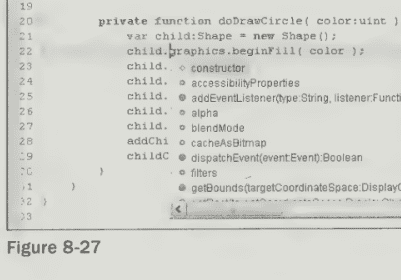 19
20 private function doDrawCircle( color:uint )
21 var child:Shape = new Shape();
22 child.graphics.beginFill( color );
23 child. constructor
24 child. accessibilityProperties
25 child. addEventListener(type:String, listener:Functi
26 child. alpha
27 child. blendMode
28 addChi cacheAsBitmap
29 childC dispatchEvent(event:Event):Boolean
30 } filters
31 } getBounds(targetCoordinateSpace:DisplayO
32 }
33
Figure 8-27